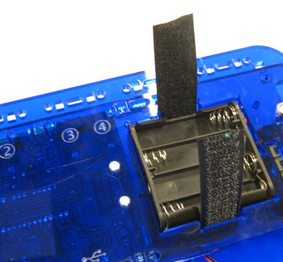 ② ③ ④